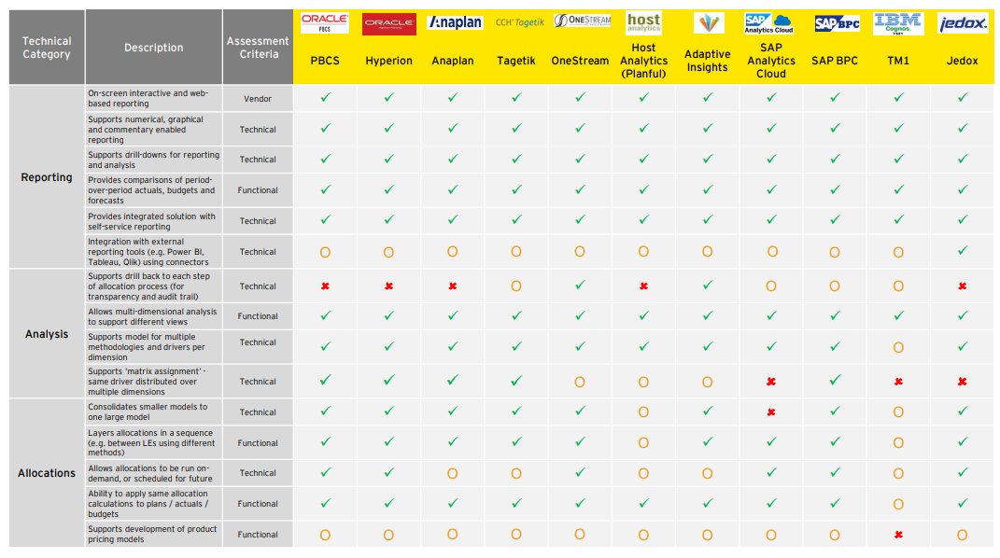 ORACLE
PBCS
ORACLE
Anaplan
CCH® Tagetik
ONESTREAM
host
analytics
SAP
Analytics Cloud
SAP BPC
IBM
Cognos.
TM1
jedox.
Technical
Category
Description
Assessment
Criteria
PBCS
Hyperion
Anaplan
Tagetik
OneStream
Host
Analytics
(Planful)
Adaptive
Insights
SAP
Analytics
Cloud
SAP BPC
TM1
Jedox
Reporting
On-screen interactive and web-
based reporting
Vendor
Supports numerical, graphical
and commentary enabled
reporting
Technical
Supports drill-downs for reporting
and analysis
Technical
Provides comparisons of period-
over-period actuals, budgets and
forecasts
Functional
Provides integrated solution with
self-service reporting
Technical
Integration with external
reporting tools (e.g. Power BI,
Tableau, Qlik) using connectors
Technical
Analysis
Supports drill back to each step
of allocation process (for
transparency and audit trail)
Technical
Allows multi-dimensional analysis
to support different views
Functional
Supports model for multiple
methodologies and drivers per
dimension
Technical
Supports 'matrix assignment' -
same driver distributed over
multiple dimensions
Technical
Allocations
Consolidates smaller models to
one large model
Technical
Layers allocations in a sequence
(e.g. between LEs using different
methods)
Functional
Allows allocations to be run on-
demand, or scheduled for future
Technical
Ability to apply same allocation
calculations to plans / actuals /
budgets
Functional
Supports development of product
pricing models
Functional